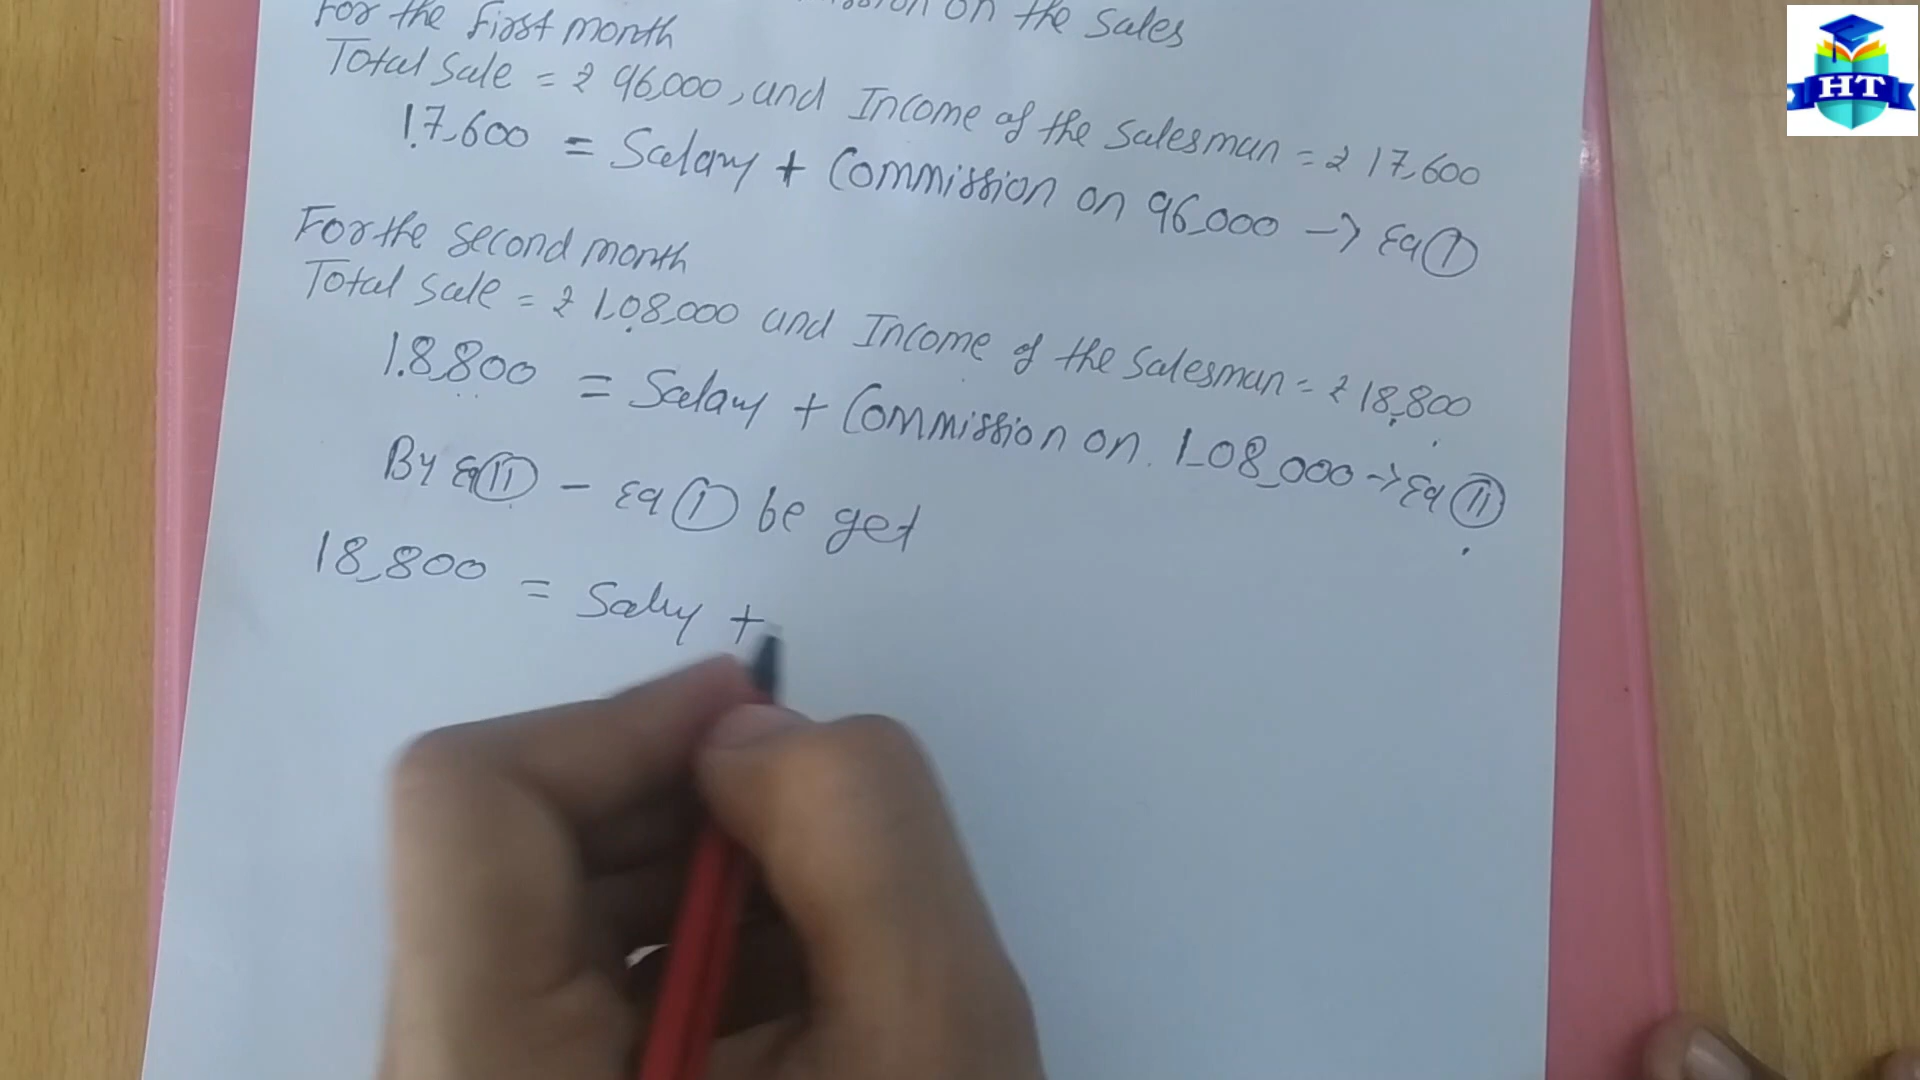 ission on the Sales
For the First month
Total Sale = ₹ 96,000, and Income of the Salesman = ₹ 17,600
17,600 = Salary + Commission on 96,000 → Eq (I)
For the second month
Total Sale = ₹ 1,08,000 and Income of the Salesman = ₹ 18,800
18,800 = Salary + Commission on 1,08,000 → Eq (II)
By Eq (II) - Eq (I) be get
18,800 = Salary +
HT